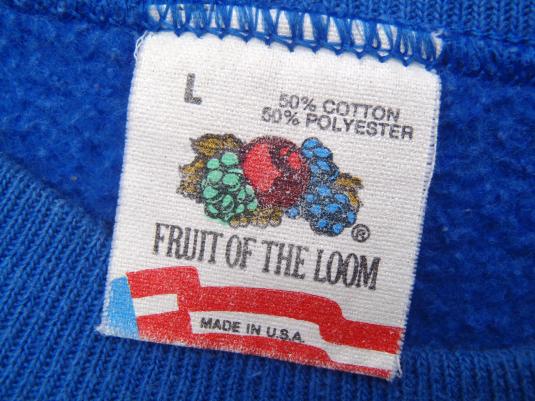 L
50% COTTON
50% POLYESTER
®
FRUIT OF THE LOOM
MADE IN U.S.A.